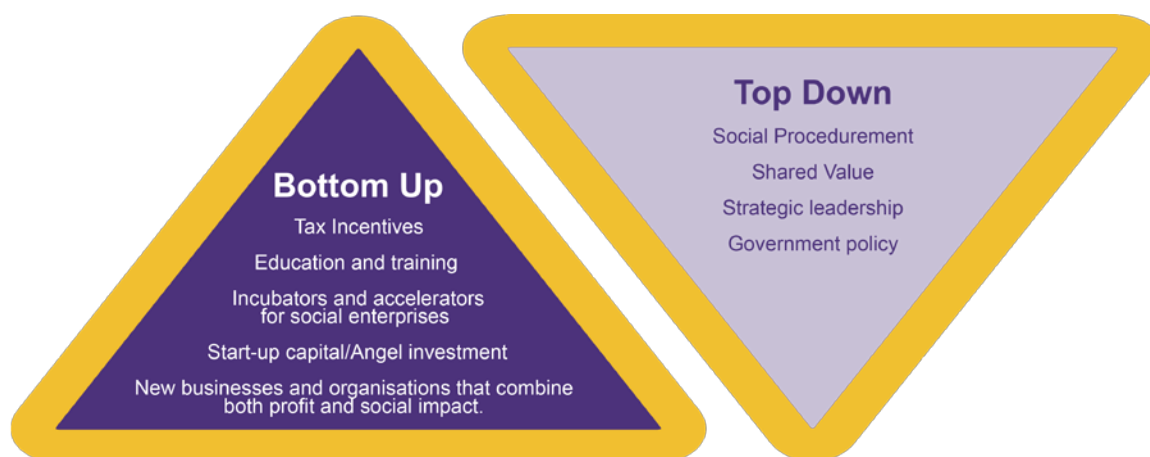 Bottom Up
Tax Incentives
Education and training
Incubators and accelerators
for social enterprises
Start-up capital/Angel investment
New businesses and organisations that combine
both profit and social impact.
Top Down
Social Procedurement
Shared Value
Strategic leadership
Government policy